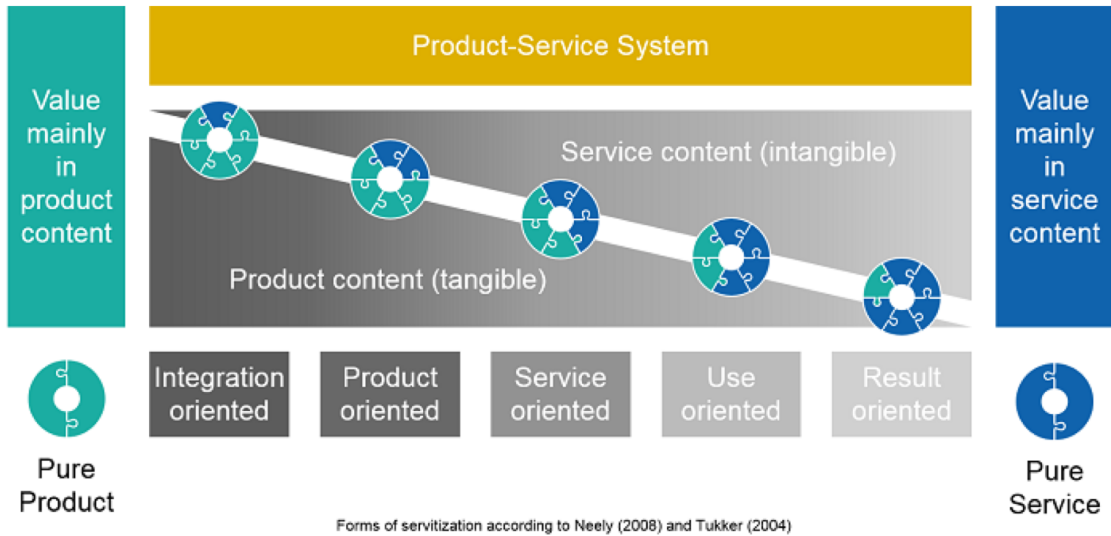 Product-Service System
Value
mainly
in
product
content
Service content (intangible)
Product content (tangible)
Value
mainly
in
service
content
Integration
oriented
Product
oriented
Service
oriented
Use
oriented
Result
oriented
Pure
Product
Pure
Service
Forms of servitization according to Neely (2008) and Tukker (2004)